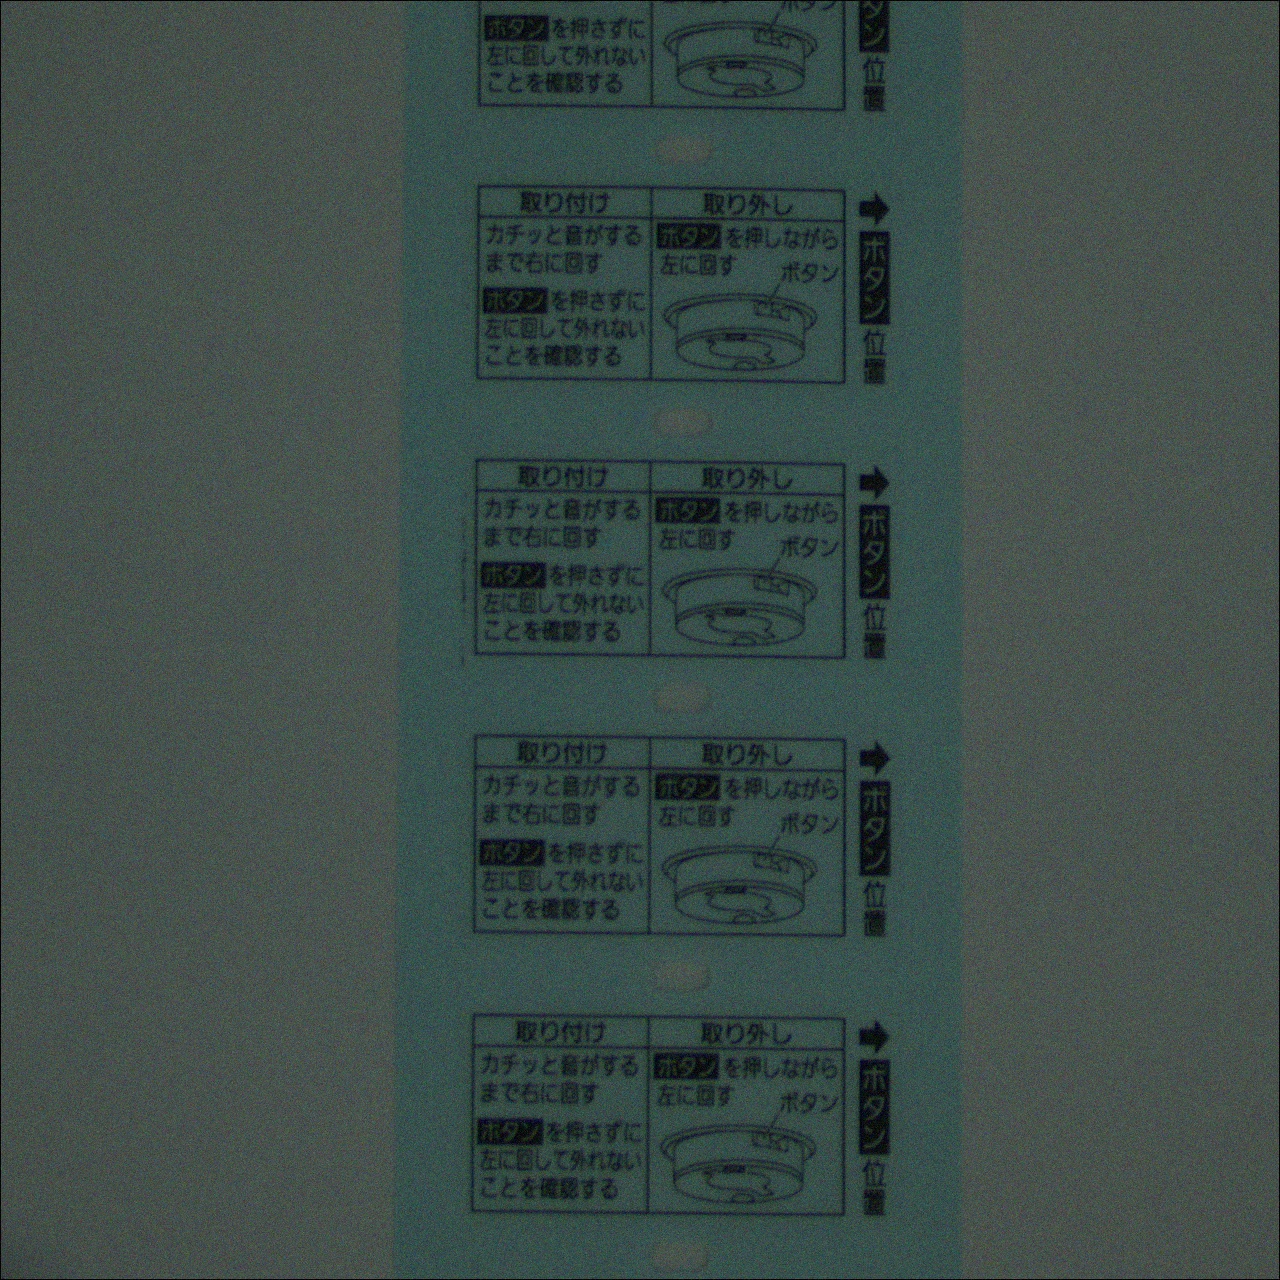 ボタンを押さずに
左に回して外れない
ことを確認する
ボタン
タン位置
取り付け
カチッと音がする
まで右に回す
ボタンを押さずに
左に回して外れない
ことを確認する
取り外し
ボタンを押しながら
左に回す
ボタン
➡ボタン位置
取り付け
カチッと音がする
まで右に回す
ボタンを押さずに
左に回して外れない
ことを確認する
取り外し
ボタンを押しながら
左に回す
ボタン
➡ボタン位置
取り付け
カチッと音がする
まで右に回す
ボタンを押さずに
左に回して外れない
ことを確認する
取り外し
ボタンを押しながら
左に回す
ボタン
➡ボタン位置
取り付け
カチッと音がする
まで右に回す
ボタンを押さずに
左に回して外れない
ことを確認する
取り外し
ボタンを押しながら
左に回す
ボタン
➡ボタン位置